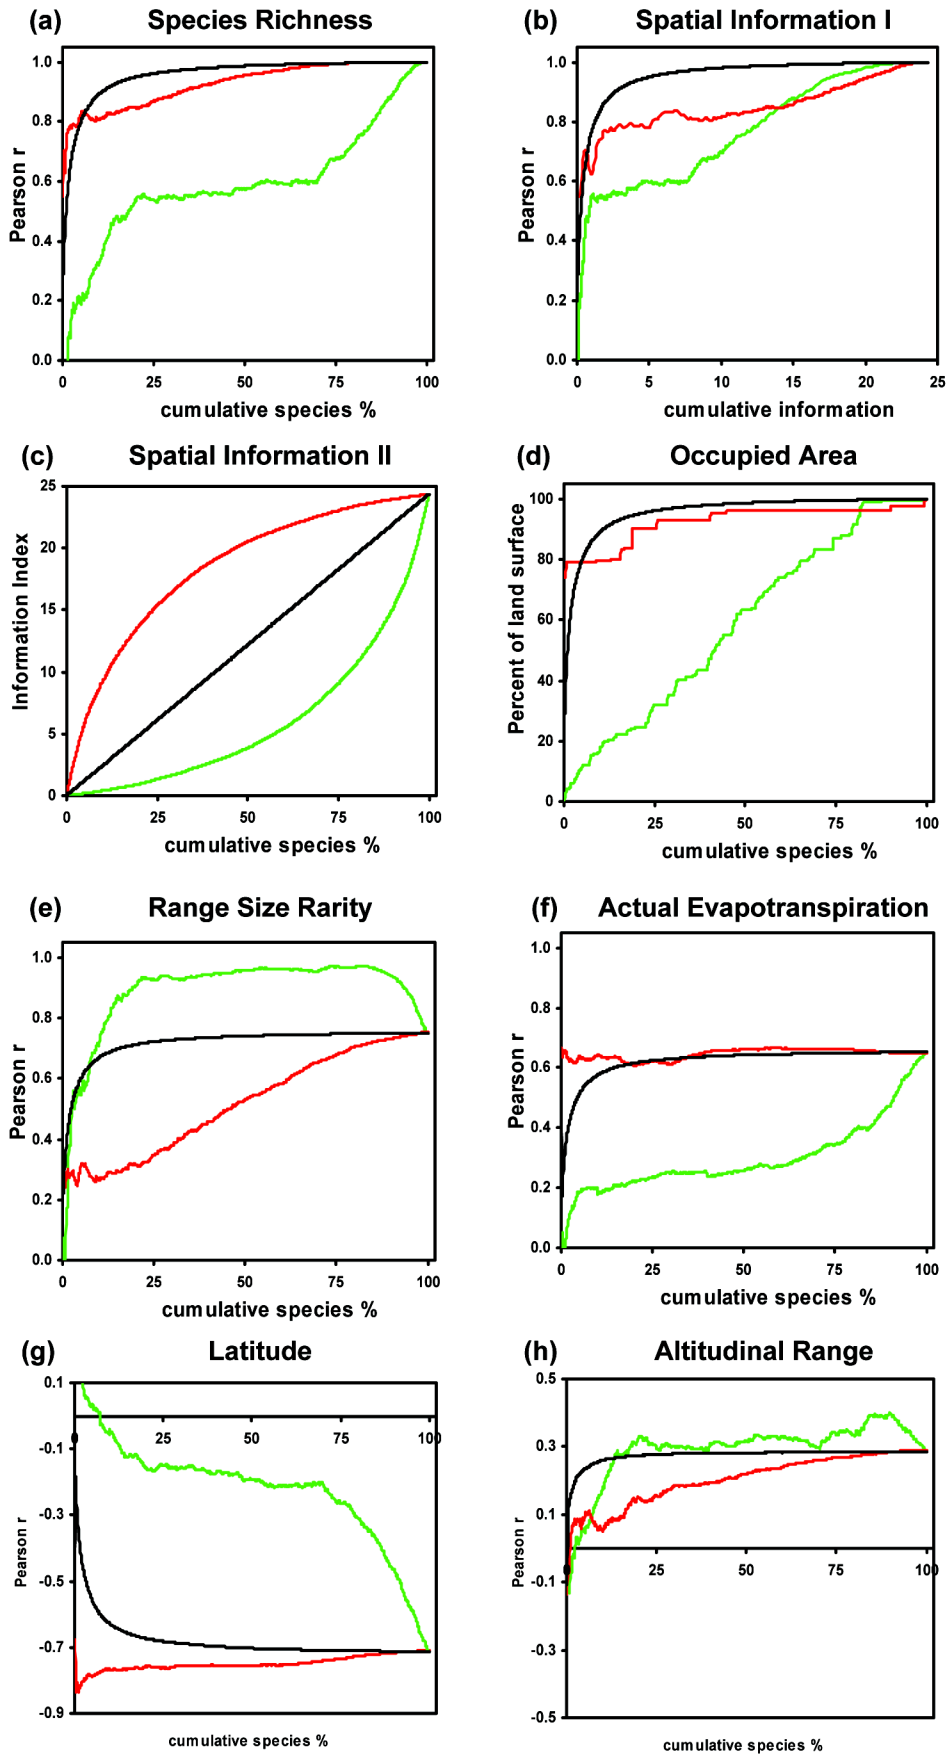 (a) Species Richness
1.0
0.8
0.6
0.4
0.2
0.0
Pearson r
0 25 50 75 100
cumulative species %
(b) Spatial Information I
1.0
0.8
0.6
0.4
0.2
0.0
Pearson r
0 5 10 15 20 25
cumulative information
(c) Spatial Information II
25
20
15
10
5
0
Information Index
0 25 50 75 100
cumulative species %
(d) Occupied Area
100
80
60
40
20
0
Percent of land surface
0 25 50 75 100
cumulative species %
(e) Range Size Rarity
1.0
0.8
0.6
0.4
0.2
0.0
Pearson r
0 25 50 75 100
cumulative species %
(f) Actual Evapotranspiration
1.0
0.8
0.6
0.4
0.2
0.0
Pearson r
0 25 50 75 100
cumulative species %
(g) Latitude
0.1
-0.1
-0.3
-0.5
-0.7
-0.9
Pearson r
0 25 50 75 100
cumulative species %
(h) Altitudinal Range
0.5
0.3
0.1
-0.1
-0.3
-0.5
Pearson r
0 25 50 75 100
cumulative species %